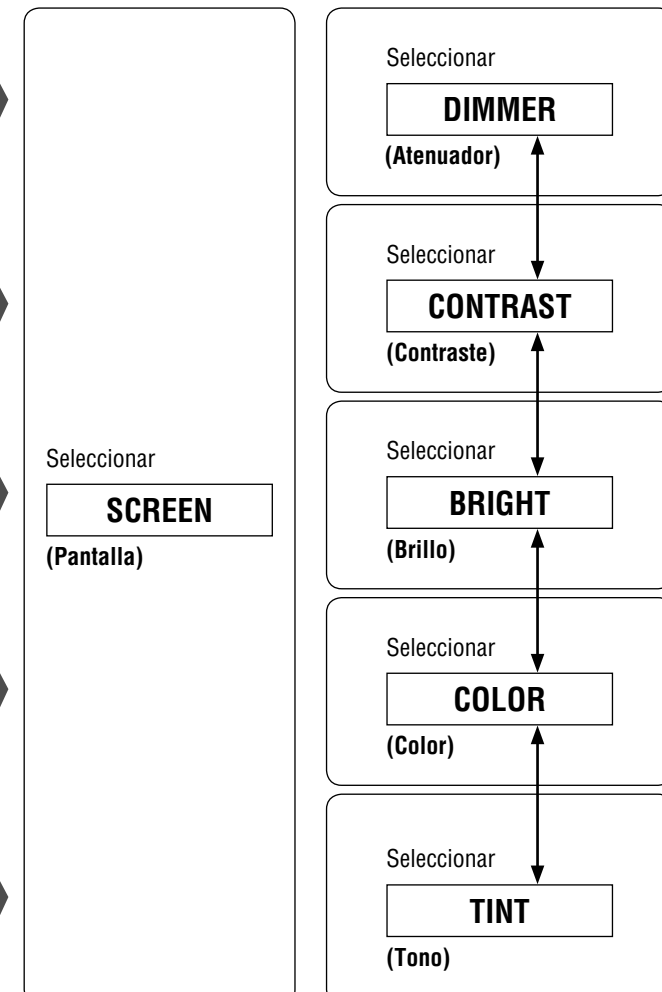 Seleccionar
SCREEN
(Pantalla)
Seleccionar
DIMMER
(Atenuador)
Seleccionar
CONTRAST
(Contraste)
Seleccionar
BRIGHT
(Brillo)
Seleccionar
COLOR
(Color)
Seleccionar
TINT
(Tono)